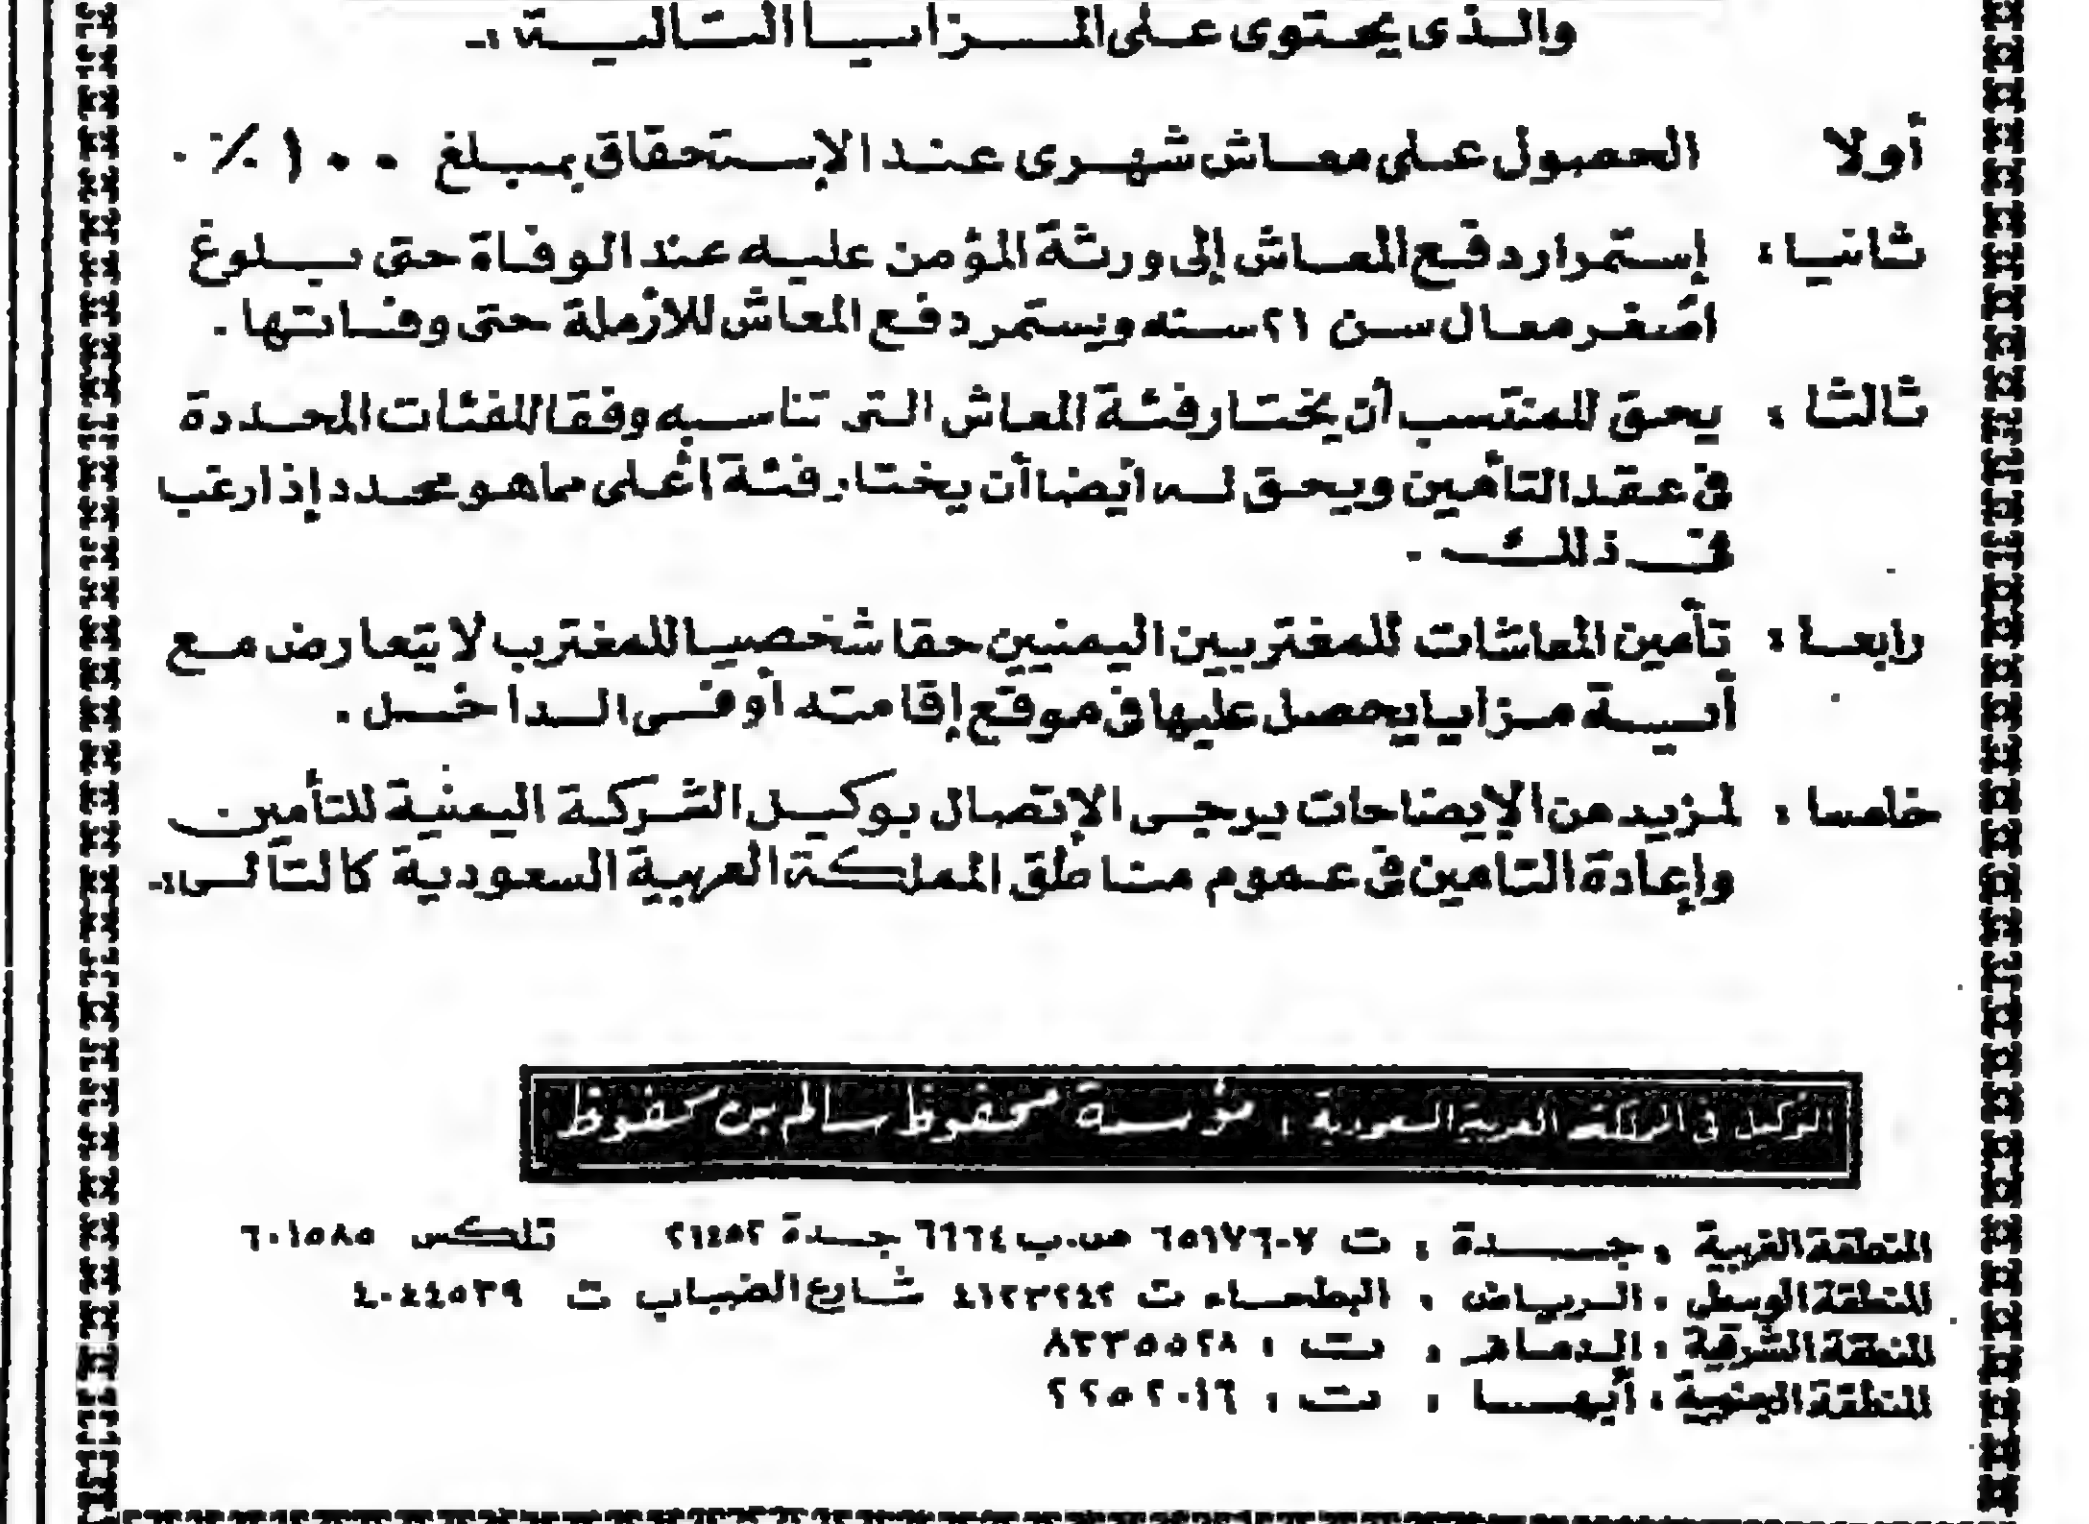 والذى يحتوى على المزايا التالية :ـ
أولا الحصول على معاش شهرى عند الإستحقاق بمبلغ ١٠٠ ٪ .
ثانيا : إستمرار دفع المعاش إلى ورثة المؤمن عليه عند الوفاة حتى بلوغ
أصغر معال سن ٢١ سنه ويستمر دفع المعاش للأرملة حتى وفاتها .
ثالثا : يحق للمنتسب أن يختار فئة المعاش التى تناسبه وفقا للفئات المحددة
فى عقد التأمين ويحق له أيضا أن يختار فئة أعلى مما هو محدد إذا رغب
فى ذلك .
رابعا : تأمين المعاشات للمغتربين اليمنيين حقا شخصيا للمغترب لا يتعارض مع
أية مزايا يحصل عليها فى موقع إقامته أو فى الداخل .
خامسا : لمزيد من الإيضاحات يرجى الإتصال بوكيل الشركة اليمنية للتأمين
وإعادة التامين فى عموم مناطق المملكة العربية السعودية كالتالى :ـ
الوكيل فى المملكة العربية السعودية : مؤسسة محفوظ سالم بن محفوظ
المنطقة الغربية : جدة : ت ٦٥١٧٦٠٧ ص.ب ٦٦٦٤ جدة ٢١٤٥٢ تلكس ٦٠١٥٨٥
المنطقة الوسطى : الرياض : البطحاء ت ٤١٢٣٢٤٢ شارع الضباب ت ٤٠٤٤٥٣٩
المنطقة الشرقية : الدمام : ت : ٨٣٣٥٥٢٨
المنطقة الجنوبية : أبها : ت : ٢٢٥٢٠١٦